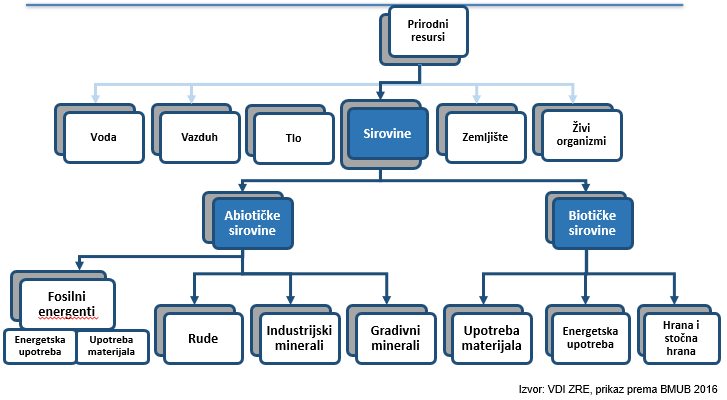 Prirodni
resursi
Voda
Vazduh
Tlo
Sirovine
Zemljište
Živi
organizmi
Abiotičke
sirovine
Biotičke
sirovine
Fosilni
energenti
Energetska
upotreba
Upotreba
materijala
Rude
Industrijski
minerali
Gradivni
minerali
Upotreba
materijala
Energetska
upotreba
Hrana i
stočna
hrana
Izvor: VDI ZRE, prikaz prema BMUB 2016